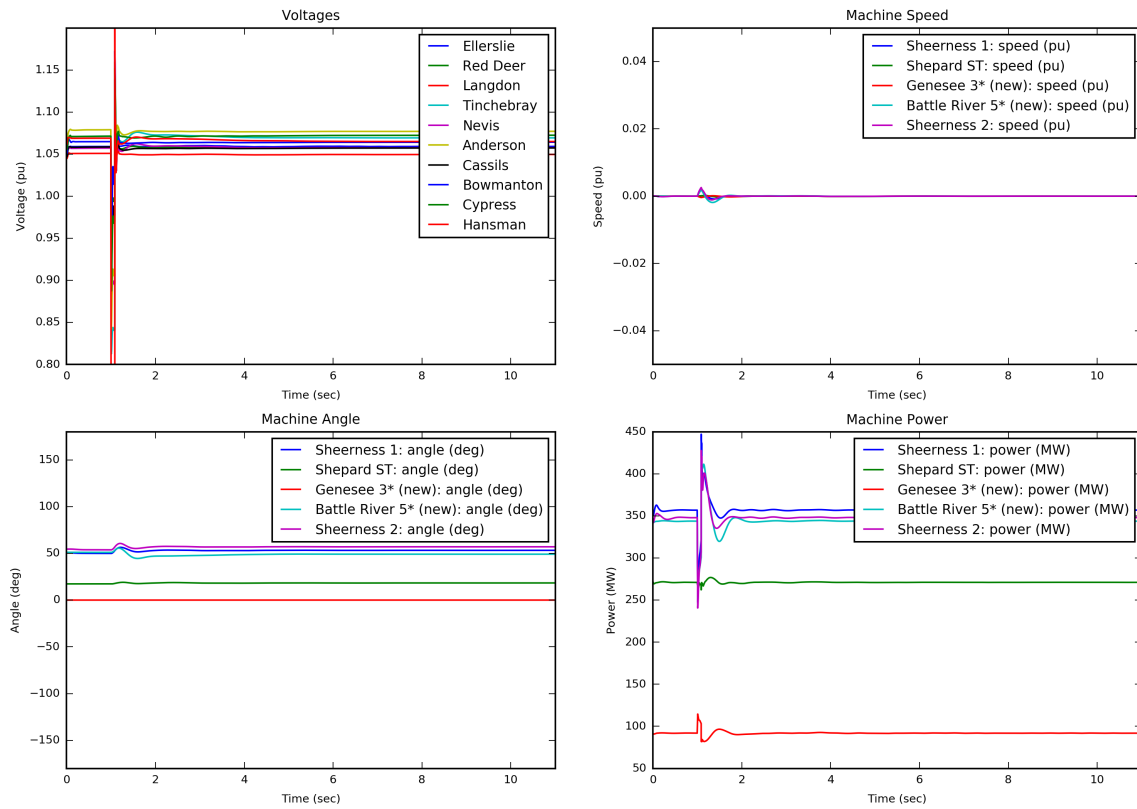 Voltages
1.15
1.10
1.05
1.00
0.95
0.90
0.85
0.80
Voltage (pu)
Ellerslie
Red Deer
Langdon
Tinchebray
Nevis
Anderson
Cassils
Bowmanton
Cypress
Hansman
0 2 4 6 8 10
Time (sec)
Machine Speed
0.04
0.02
0.00
−0.02
−0.04
Speed (pu)
Sheerness 1: speed (pu)
Shepard ST: speed (pu)
Genesee 3* (new): speed (pu)
Battle River 5* (new): speed (pu)
Sheerness 2: speed (pu)
0 2 4 6 8 10
Time (sec)
Machine Angle
150
100
50
0
−50
−100
−150
Angle (deg)
Sheerness 1: angle (deg)
Shepard ST: angle (deg)
Genesee 3* (new): angle (deg)
Battle River 5* (new): angle (deg)
Sheerness 2: angle (deg)
0 2 4 6 8 10
Time (sec)
Machine Power
450
400
350
300
250
200
150
100
50
Power (MW)
Sheerness 1: power (MW)
Shepard ST: power (MW)
Genesee 3* (new): power (MW)
Battle River 5* (new): power (MW)
Sheerness 2: power (MW)
0 2 4 6 8 10
Time (sec)